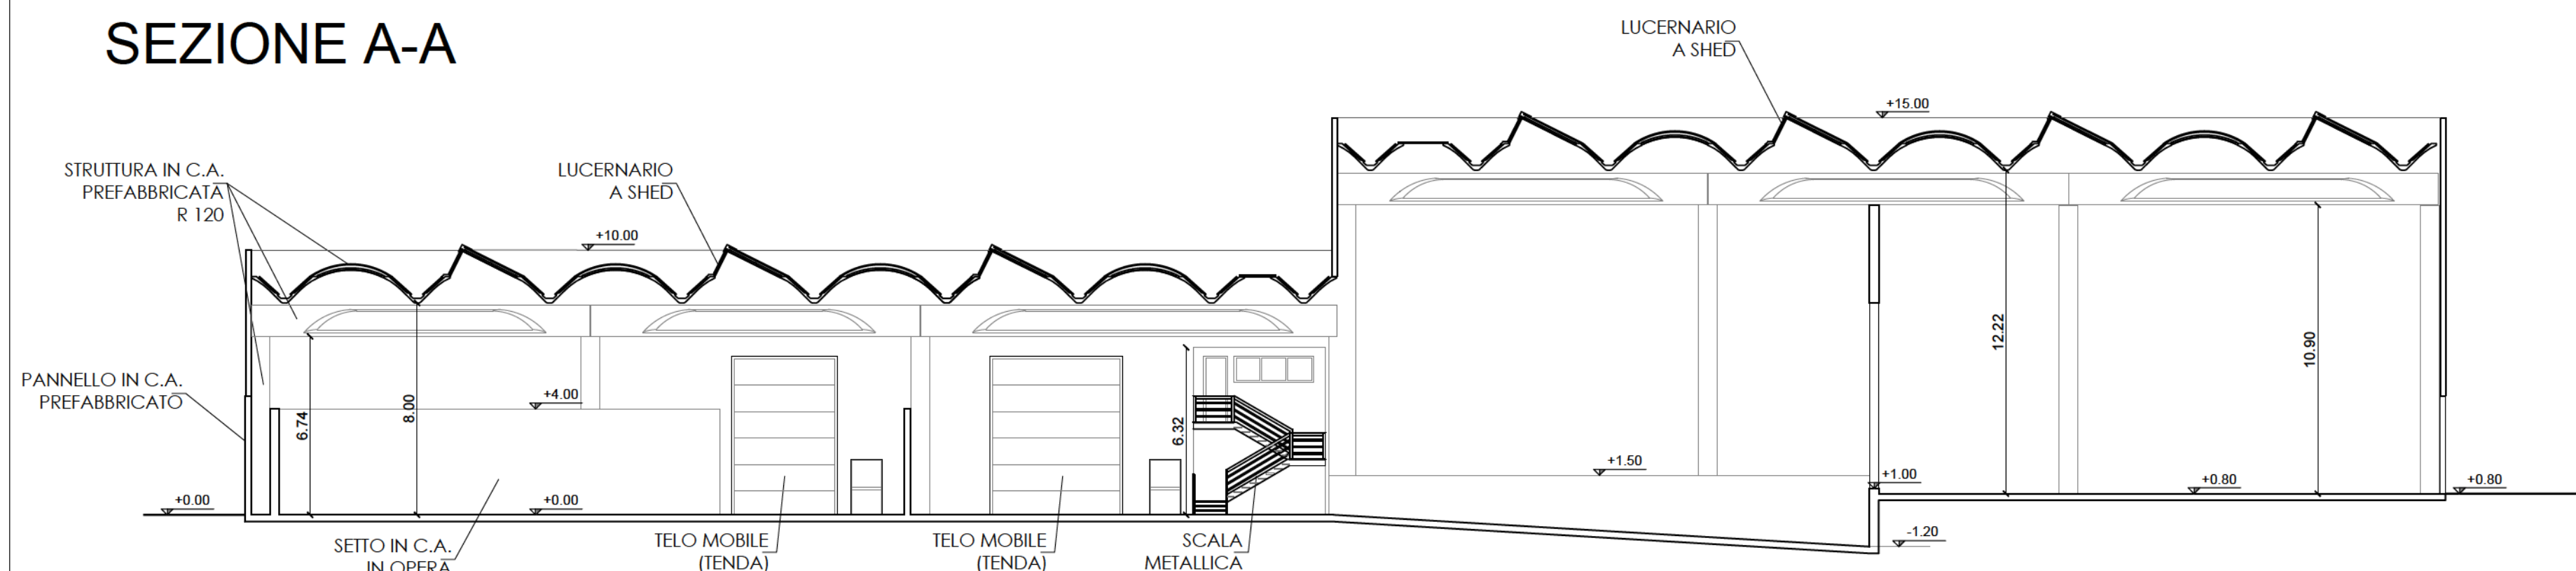 SEZIONE A-A
LUCERNARIO
A SHED
+15.00
STRUTTURA IN C.A.
PREFABBRICATA
R 120
LUCERNARIO
A SHED
+10.00
12.22
10.90
PANNELLO IN C.A.
PREFABBRICATO
+4.00
6.74
8.00
6.32
+1.50
+1.00
+0.80
+0.80
+0.00
+0.00
-1.20
SETTO IN C.A.
IN OPERA
TELO MOBILE
(TENDA)
TELO MOBILE
(TENDA)
SCALA
METALLICA